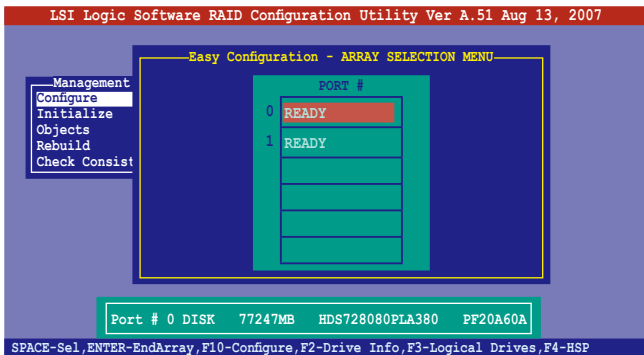 LSI Logic Software RAID Configuration Utility Ver A.51 Aug 13, 2007
Easy Configuration - ARRAY SELECTION MENU
Management
Configure
Initialize
Objects
Rebuild
Check Consist
PORT #
0 READY
1 READY
Port # 0 DISK 77247MB HDS728080PLA380 PF20A60A
SPACE-Sel,ENTER-EndArray,F10-Configure,F2-Drive Info,F3-Logical Drives,F4-HSP